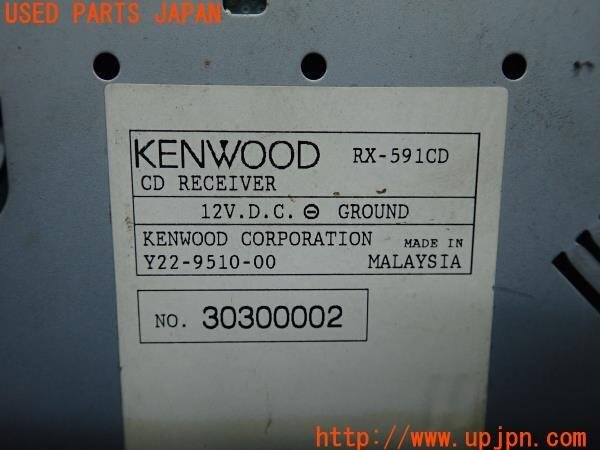 USED PARTS JAPAN
KENWOOD RX-591CD
CD RECEIVER
12V.D.C. ⊖ GROUND
KENWOOD CORPORATION MADE IN
Y22-9510-00 MALAYSIA
NO. 30300002
http://www.upjpn.com